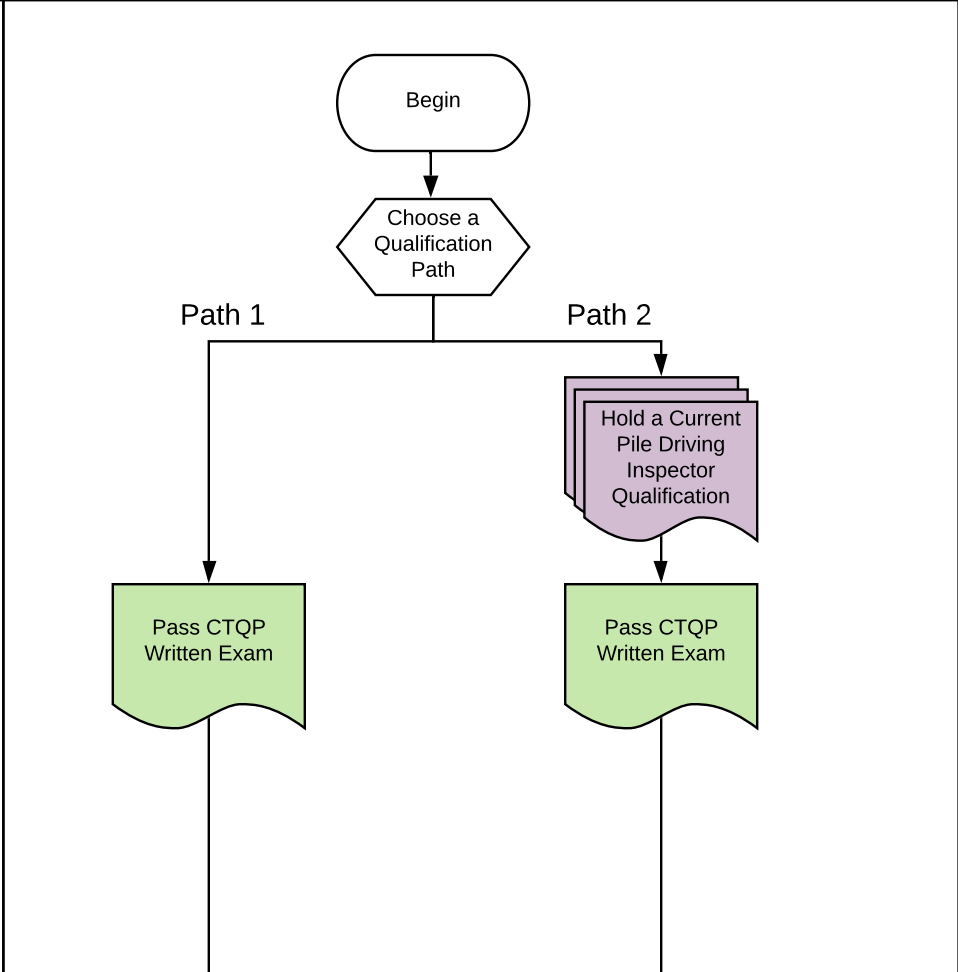 Begin
Choose a
Qualification
Path
Path 1
Path 2
Hold a Current
Pile Driving
Inspector
Qualification
Pass CTQP
Written Exam
Pass CTQP
Written Exam